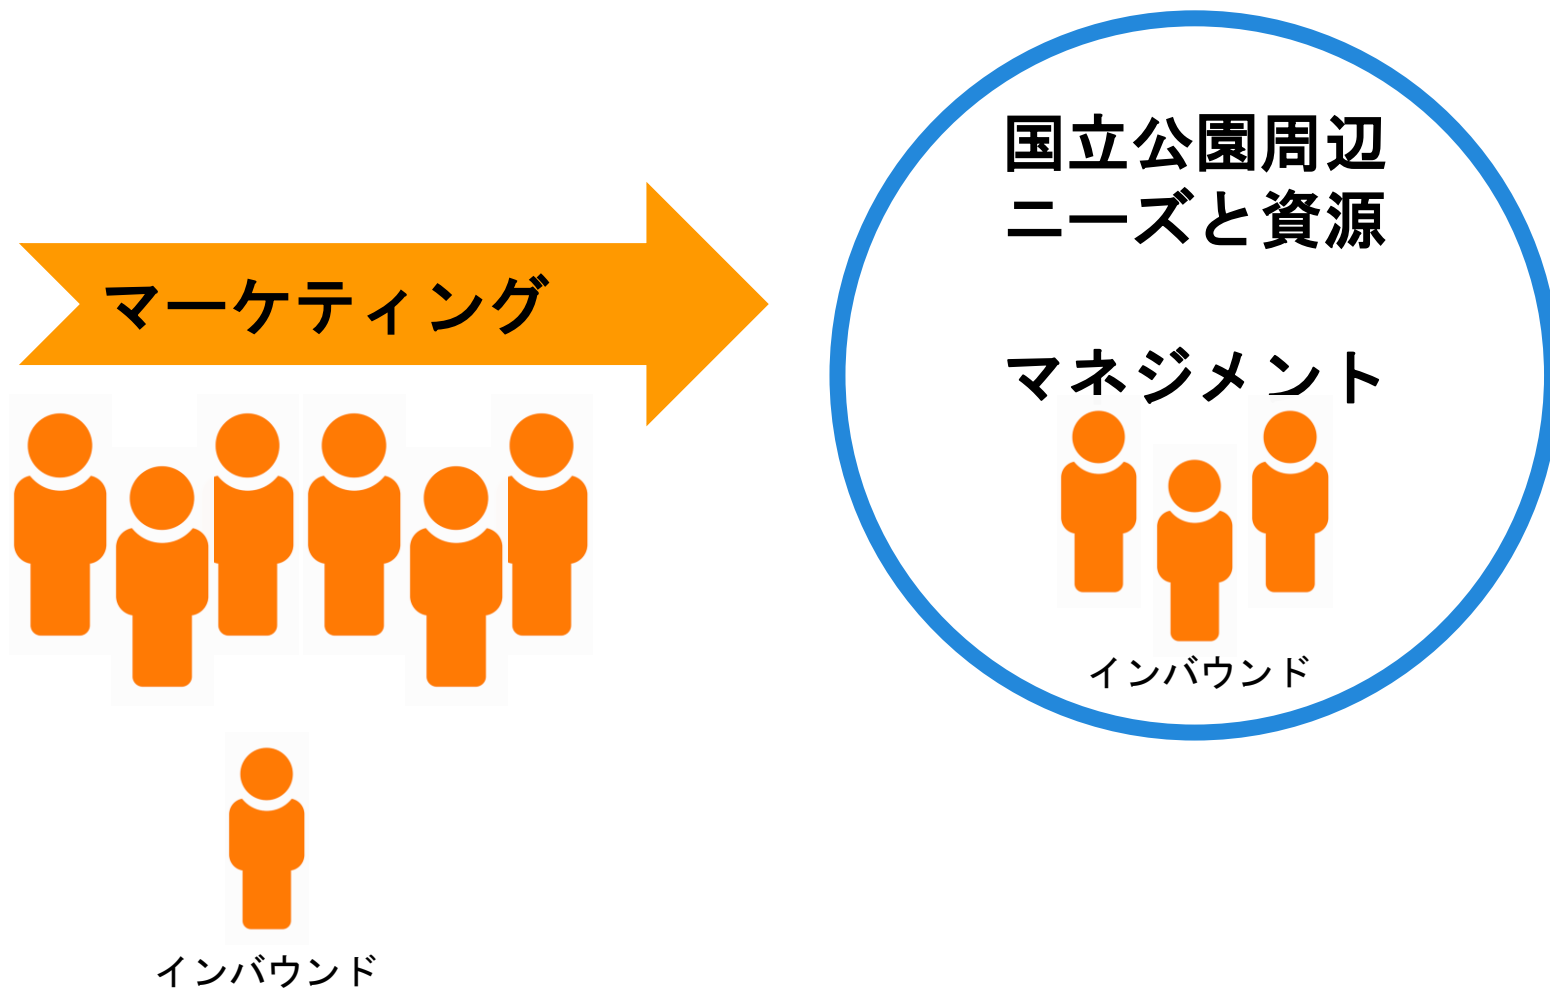 国立公園周辺
ニーズと資源
マーケティング
マネジメント
インバウンド
インバウンド